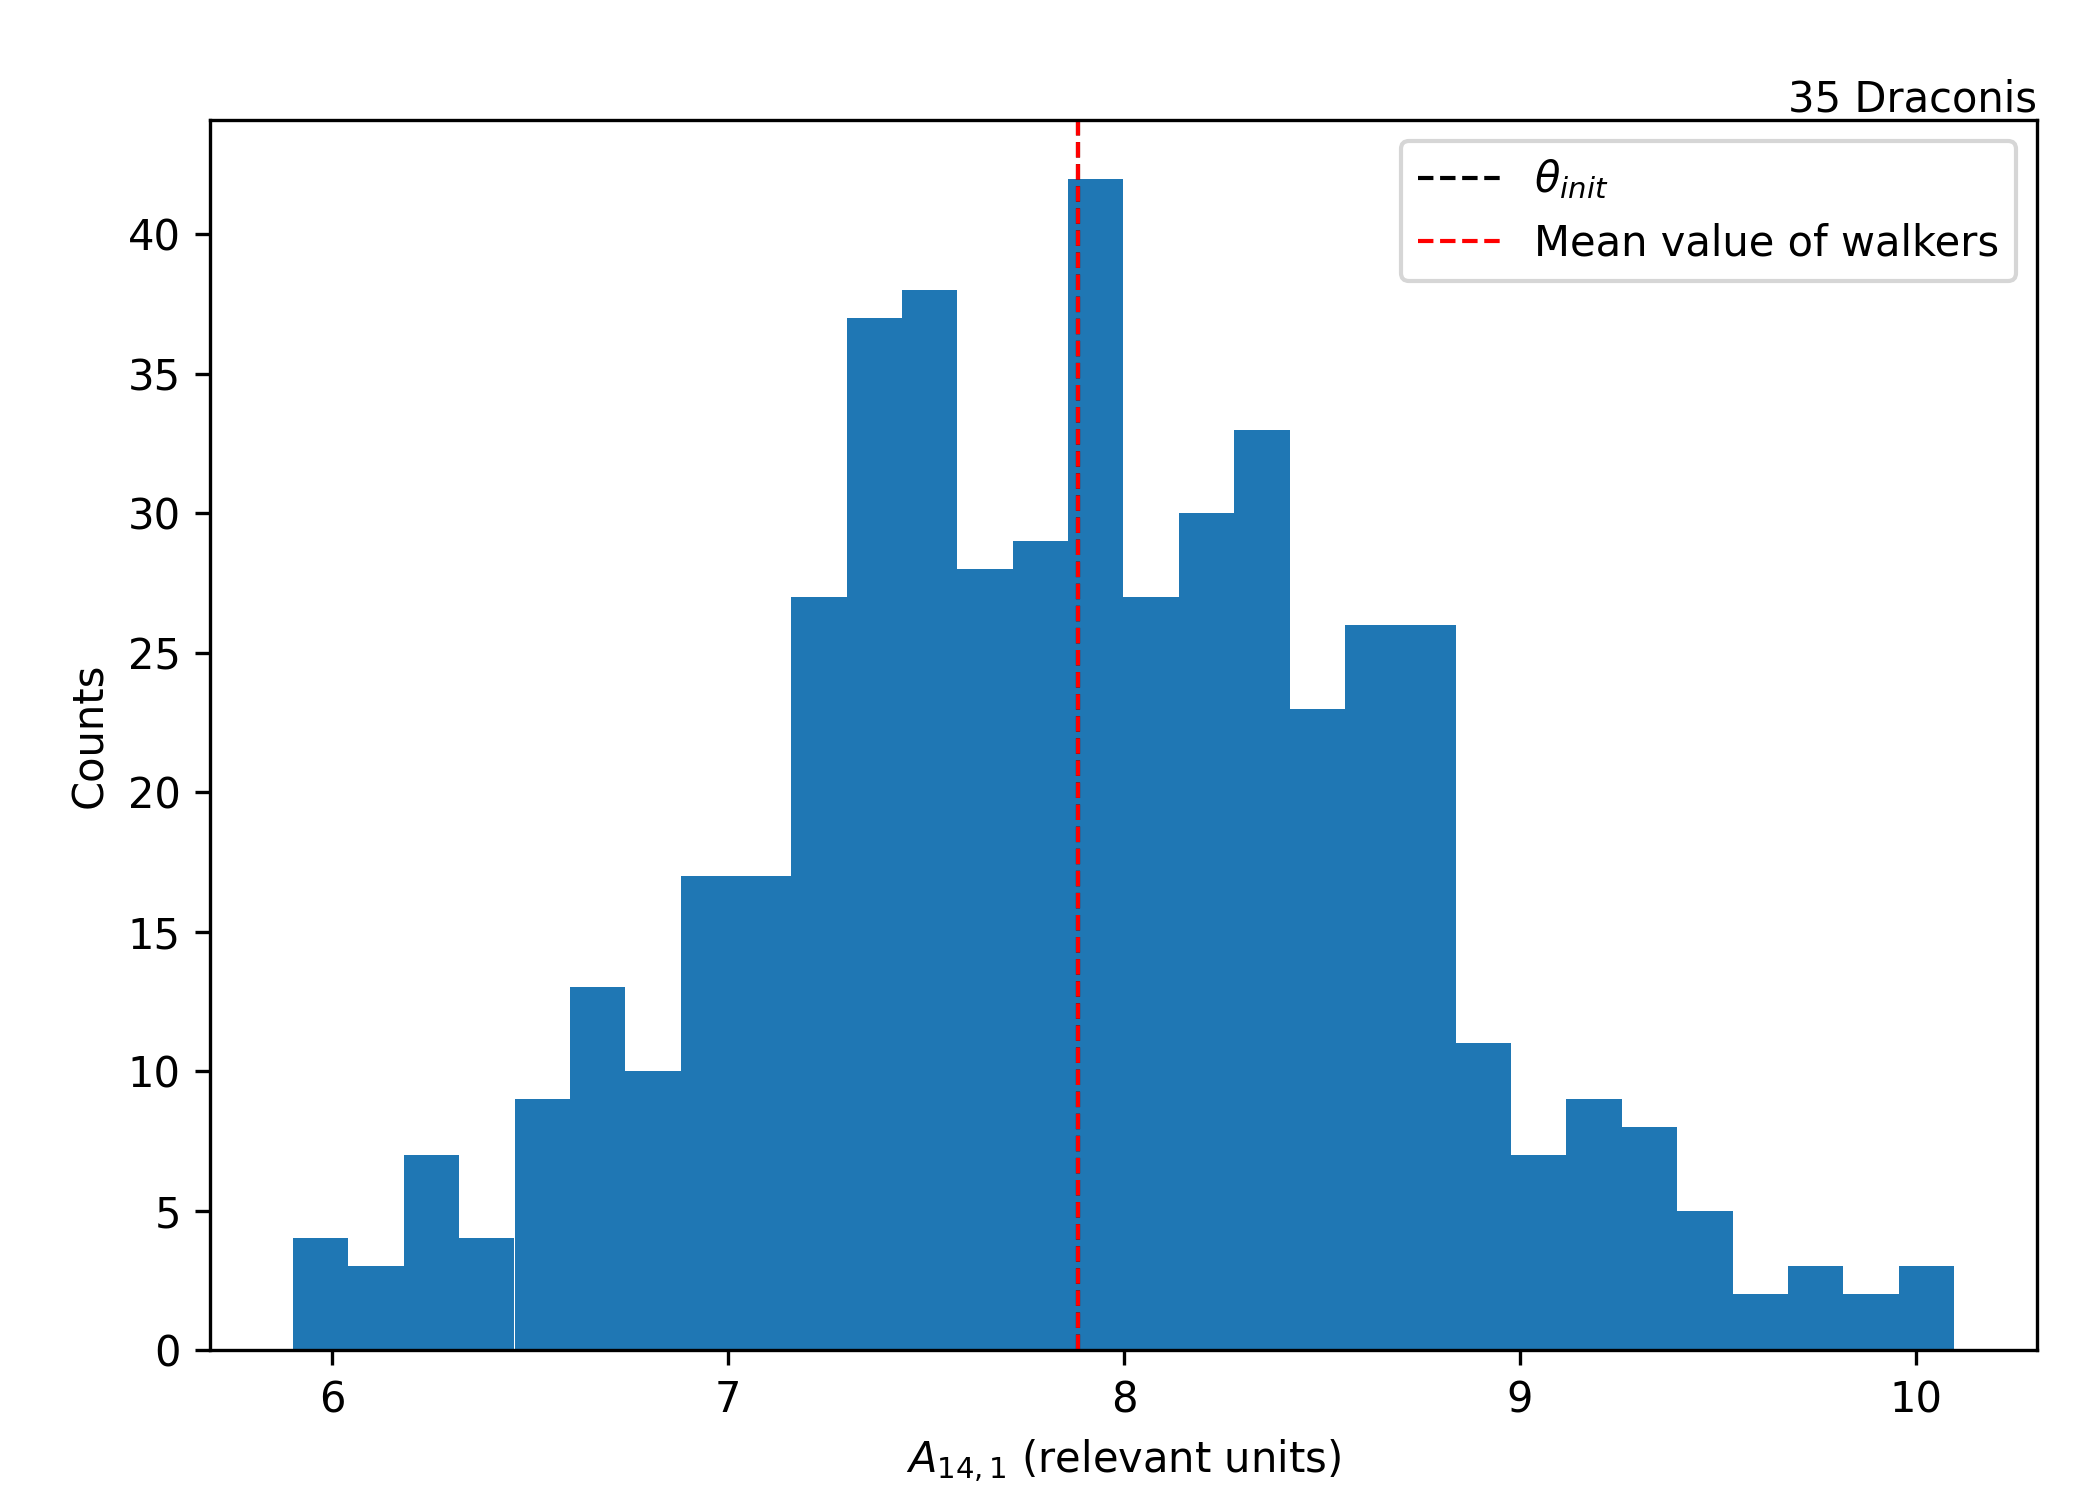 35 Draconis
θinit
Mean value of walkers
40
35
30
25
20
15
10
5
0
Counts
6 7 8 9 10
A14, 1 (relevant units)